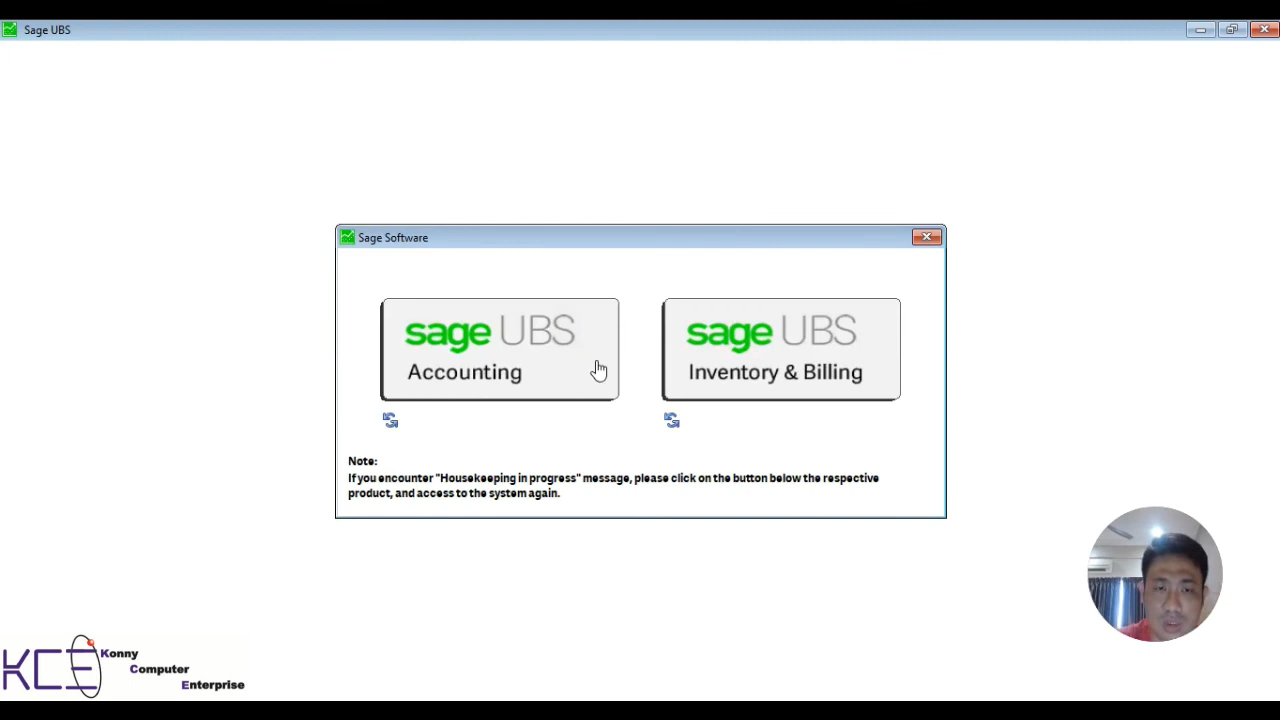 Sage UBS
Sage Software
sage UBS
Accounting
sage UBS
Inventory & Billing
Note:
If you encounter "Housekeeping in progress" message, please click on the button below the respective
product, and access to the system again.
KCE
Konny
Computer
Enterprise